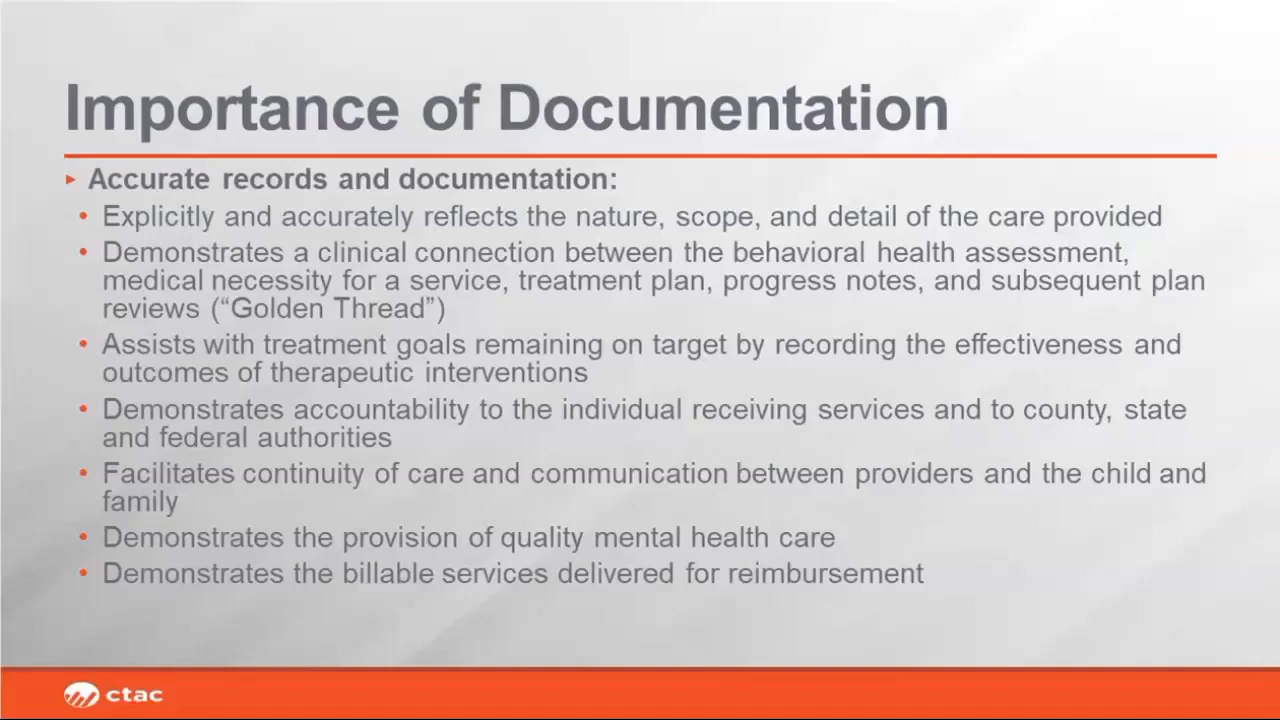 Importance of Documentation
▸ Accurate records and documentation:
• Explicitly and accurately reflects the nature, scope, and detail of the care provided
• Demonstrates a clinical connection between the behavioral health assessment,
medical necessity for a service, treatment plan, progress notes, and subsequent plan
reviews (“Golden Thread”)
• Assists with treatment goals remaining on target by recording the effectiveness and
outcomes of therapeutic interventions
• Demonstrates accountability to the individual receiving services and to county, state
and federal authorities
• Facilitates continuity of care and communication between providers and the child and
family
• Demonstrates the provision of quality mental health care
• Demonstrates the billable services delivered for reimbursement
ctac